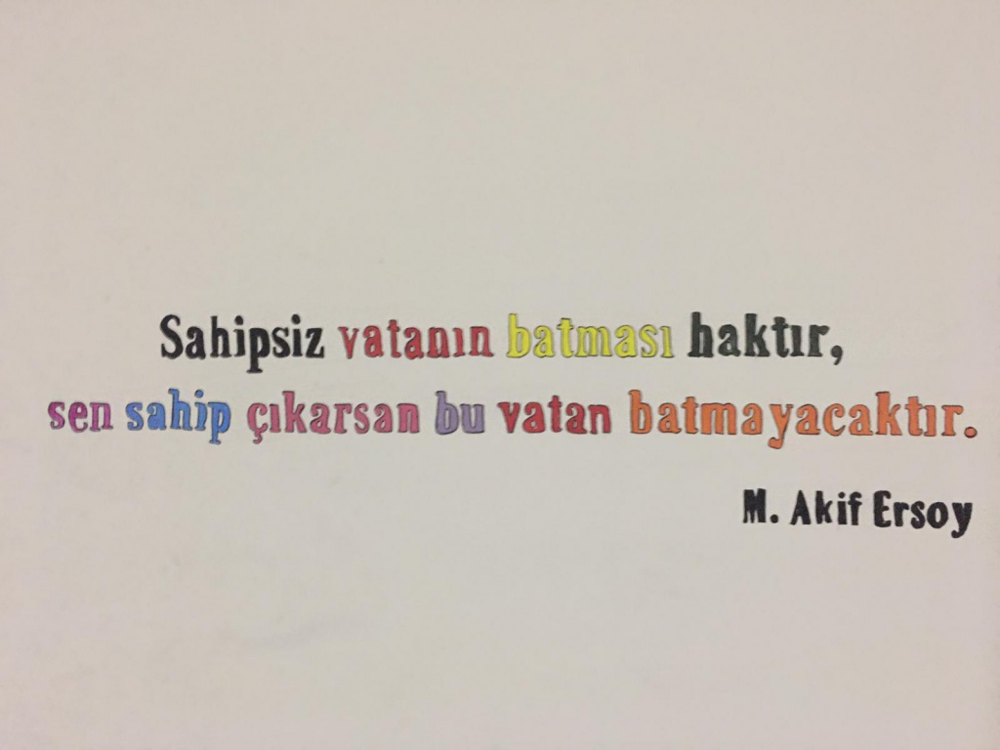 Sahipsiz vatanın batması haktır,
sen sahip çıkarsan bu vatan batmayacaktır.
M. Akif Ersoy